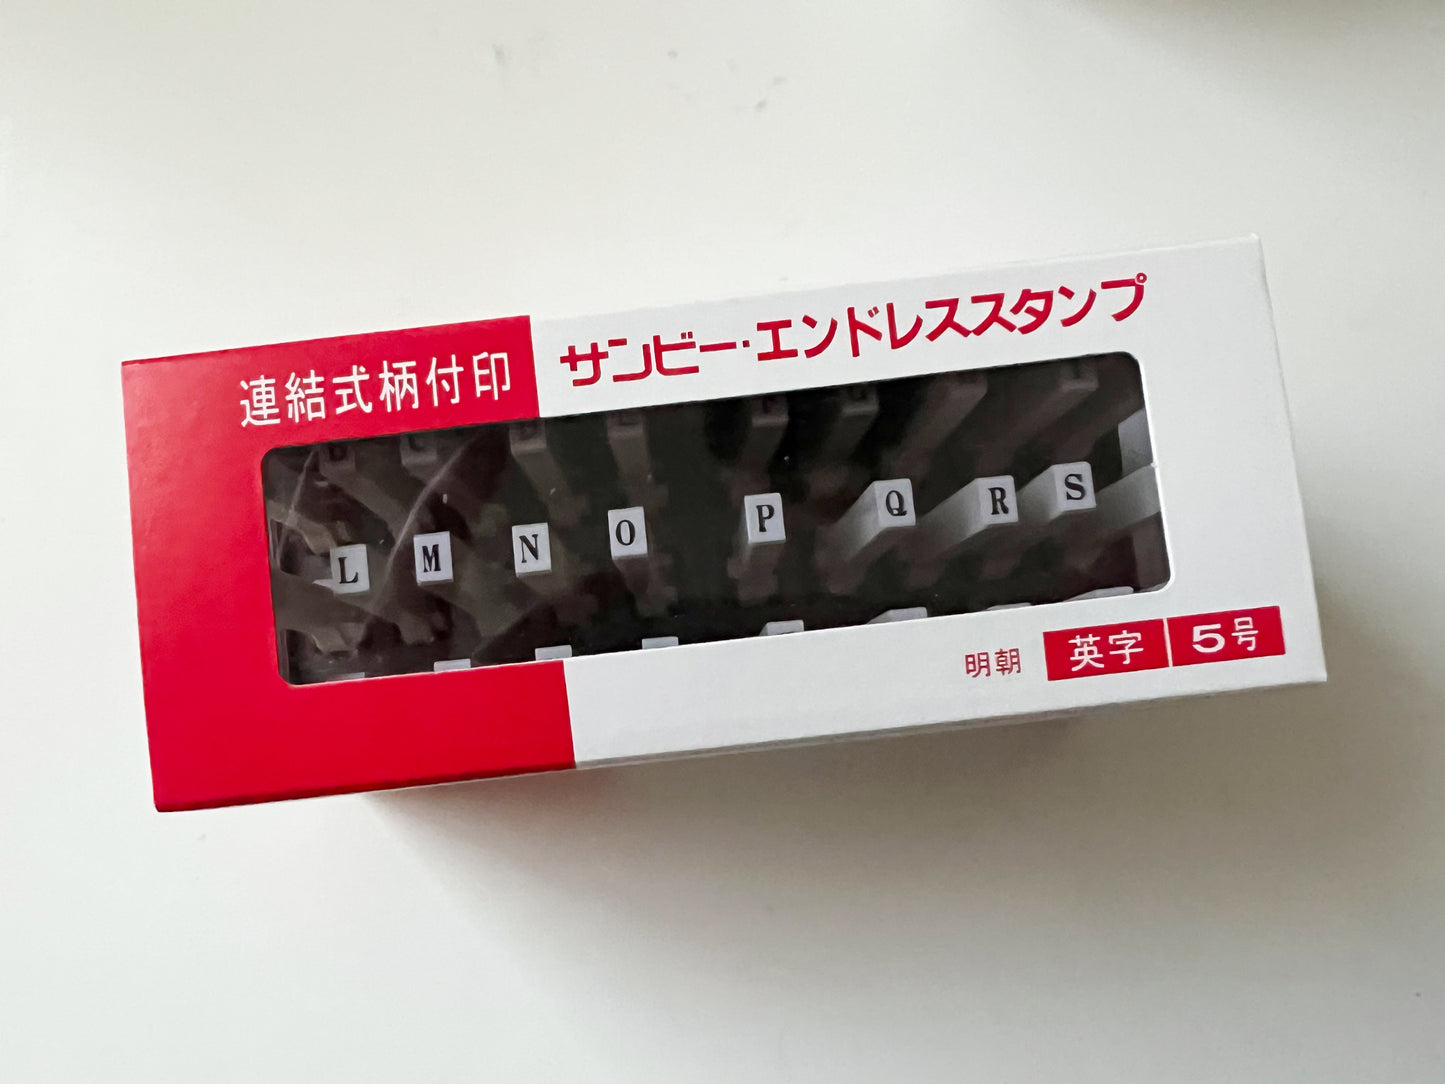 連結式柄付印
サンビー・エンドレススタンプ
L M N O P Q R S
明朝 英字 5号